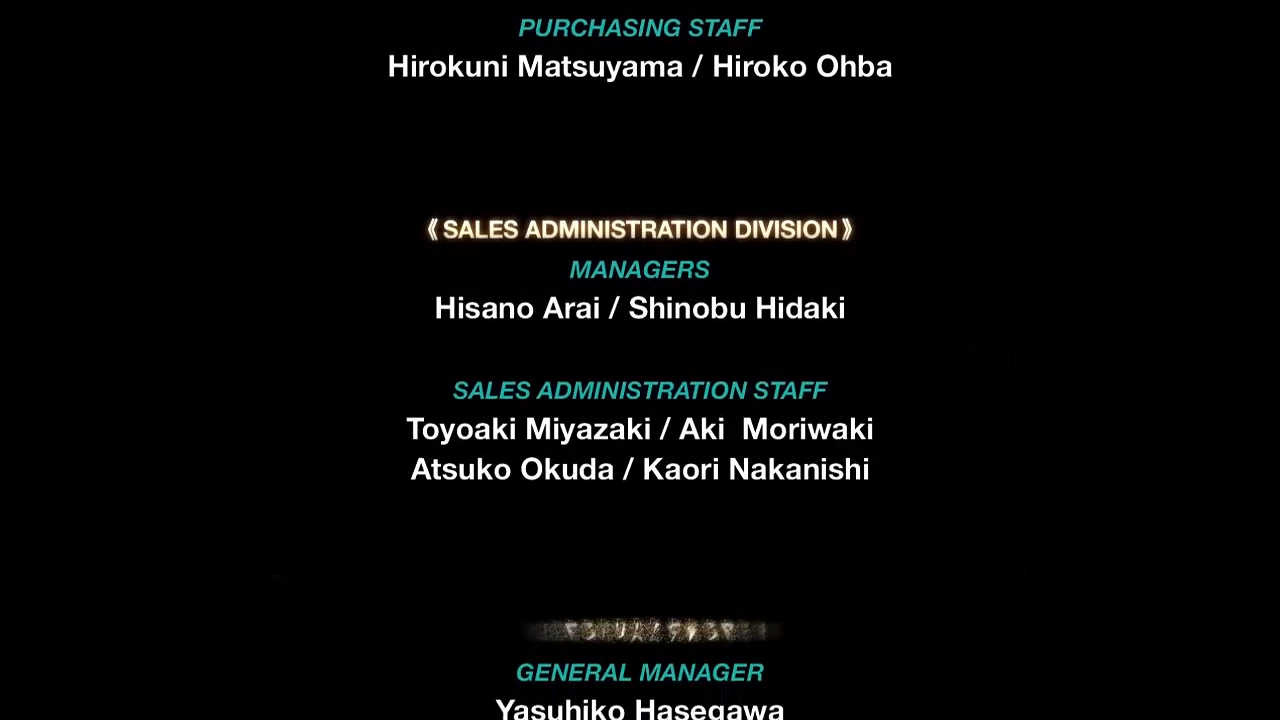 PURCHASING STAFF
Hirokuni Matsuyama / Hiroko Ohba
《SALES ADMINISTRATION DIVISION》
MANAGERS
Hisano Arai / Shinobu Hidaki
SALES ADMINISTRATION STAFF
Toyoaki Miyazaki / Aki  Moriwaki
Atsuko Okuda / Kaori Nakanishi
GENERAL MANAGER
Yasuhiko Hasegawa